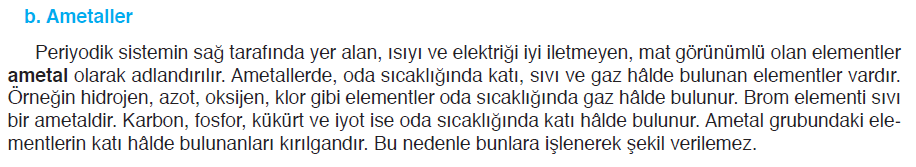 b. Ametaller
Periyodik sistemin sağ tarafında yer alan, ısıyı ve elektriği iyi iletmeyen, mat görünümlü olan elementler
ametal olarak adlandırılır. Ametallerde, oda sıcaklığında katı, sıvı ve gaz hâlde bulunan elementler vardır.
Örneğin hidrojen, azot, oksijen, klor gibi elementler oda sıcaklığında gaz hâlde bulunur. Brom elementi sıvı
bir ametaldir. Karbon, fosfor, kükürt ve iyot ise oda sıcaklığında katı hâlde bulunur. Ametal grubundaki ele-
mentlerin katı hâlde bulunanları kırılgandır. Bu nedenle bunlara işlenerek şekil verilemez.